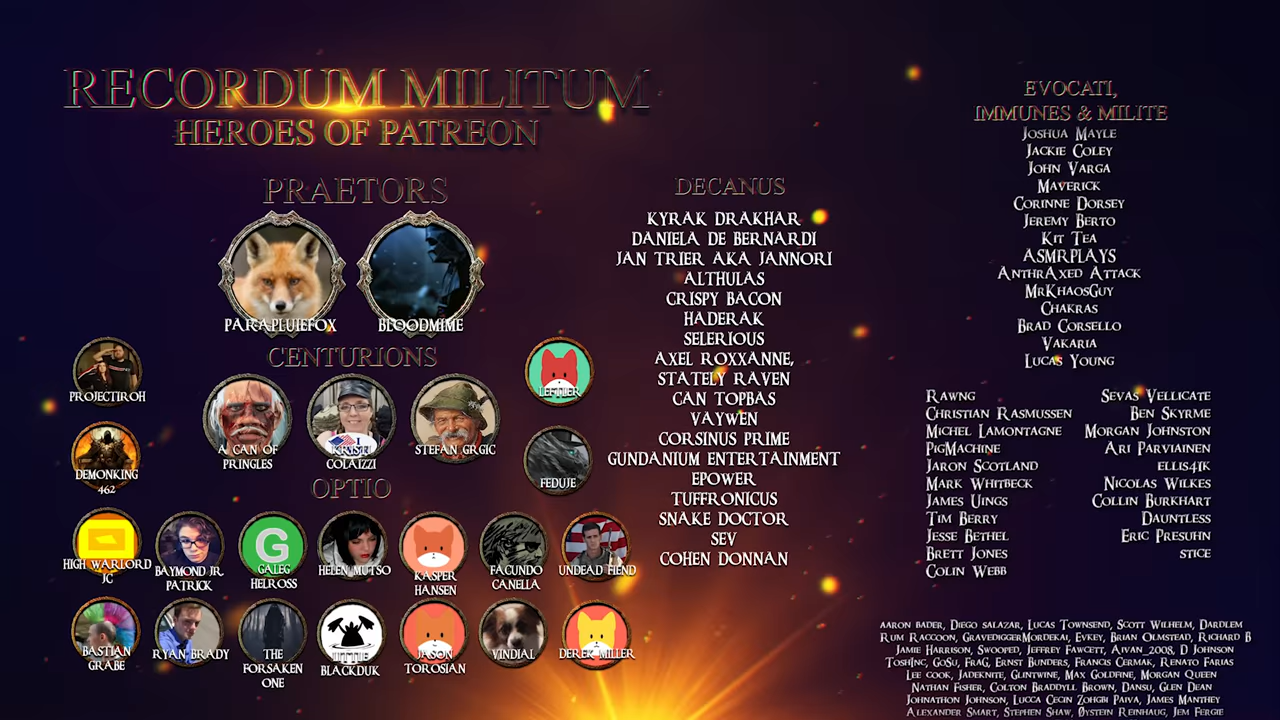 RECORDUM MILITUM
HEROES OF PATREON
PRAETORS
PARAPLUIEFOX
BLOODMIME
CENTURIONS
PROJECTIROH
DEMONKING
462
A CAN OF
PRINGLES
KRISTI
COLAIZZI
STEFAN GRGIC
LEFTLER
FEDUJE
OPTIO
HIGH WARLORD
JG
RAYMOND JR.
PATRICK
G
GALEG
HELROSS
HELEN MUTSO
KASPER
HANSEN
FACUNDO
CANELLA
UNDEAD FIEND
BASTIAN
GRABE
RYAN BRADY
THE
FORSAKEN
ONE
LITTLE
BLACKDUK
JASON
TOROSIAN
VINDIAL
DEREK MILLER
DECANUS
KYRAK DRAKHAR
DANIELA DE BERNARDI
JAN TRIER AKA JANNORI
ALTHULAS
CRISPY BACON
HADERAK
SELERIOUS
AXEL ROXXANNE,
STATELY RAVEN
CAN TOPBAS
VAYWEN
CORSINUS PRIME
GUNDANIUM ENTERTAINMENT
EPOWER
TUFFRONICUS
SNAKE DOCTOR
SEV
COHEN DONNAN
EVOCATI,
IMMUNES & MILITE
JOSHUA MAYLE
JACKIE COLEY
JOHN VARGA
MAVERICK
CORINNE DORSEY
JEREMY BERTO
KIT TEA
ASMRPLAYS
ANTHRAXED ATTACK
MRKHAOSGUY
CHAKRAS
BRAD CORSELLO
VAKARIA
LUCAS YOUNG
RAWNG
CHRISTIAN RASMUSSEN
MICHEL LAMONTAGNE
PIGMACHINE
JARON SCOTLAND
MARK WHITBECK
JAMES UINGS
TIM BERRY
JESSE BETHEL
BRETT JONES
COLIN WEBB
SEVAS VELLICATE
BEN SKYRME
MORGAN JOHNSTON
ARI PARVIAINEN
ELLIS41K
NICOLAS WILKES
COLLIN BURKHART
DAUNTLESS
ERIC PRESUHN
STICE
AARON BADER, DIEGO SALAZAR, LUCAS TOWNSEND, SCOTT WILHELM, DARDLEM
RUM RACCOON, GRAVEDIGGERMORDEKAI, EVKEY, BRIAN OLMSTEAD, RICHARD B
JAMIE HARRISON, SWOOPED, JEFFREY FAWCETT, AIVAN_2008, D JOHNSON
TOSHINC, GOSU, FRAG, ERNST BUNDERS, FRANCIS CERMAK, RENATO FARIAS
LEE COOK, JADEKNITE, GLINTWINE, MAX GOLDFINE, MORGAN QUEEN
NATHAN FISHER, COLTON BRADDYLL BROWN, DANSU, GLEN DEAN
JOHNATHON JOHNSON, LUCCA CECIN ZOHGBI PAIVA, JAMES MANTHEY
ALEXANDER SMART, STEPHEN SHAW, ØYSTEIN REINHAUG, JEM FERGIE